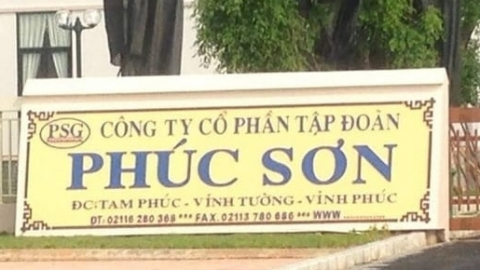 PSG
CÔNG TY CỔ PHẦN TẬP ĐOÀN
PHÚC SƠN
ĐC:TAM PHÚC - VĨNH TƯỜNG - VĨNH PHÚC
ĐT: 02116 280 368 *** FAX. 02113 780 686 *** WWW